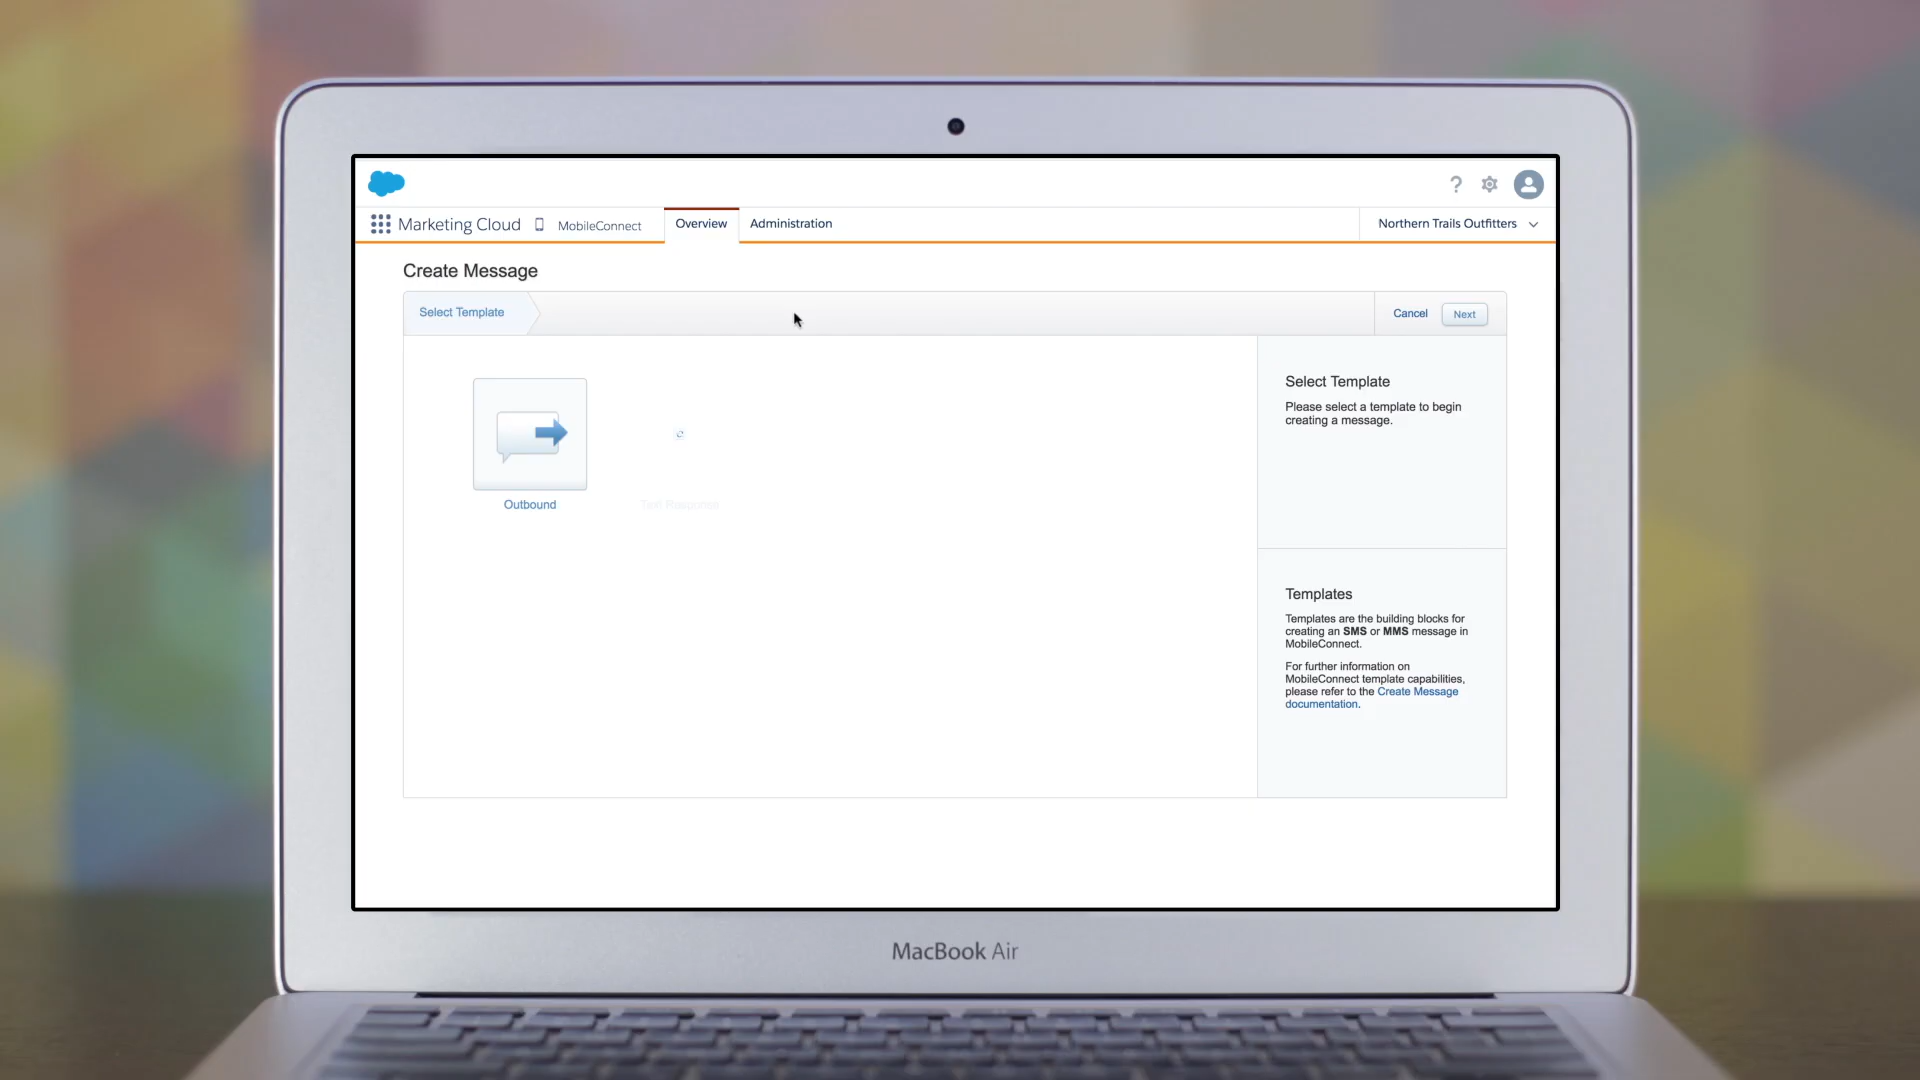 Marketing Cloud
MobileConnect
Overview
Administration
Northern Trails Outfitters
Create Message
Select Template
Cancel
Next
Outbound
Text Response
Select Template
Please select a template to begin
creating a message.
Templates
Templates are the building blocks for
creating an SMS or MMS message in
MobileConnect.
For further information on
MobileConnect template capabilities,
please refer to the Create Message
documentation.
MacBook Air